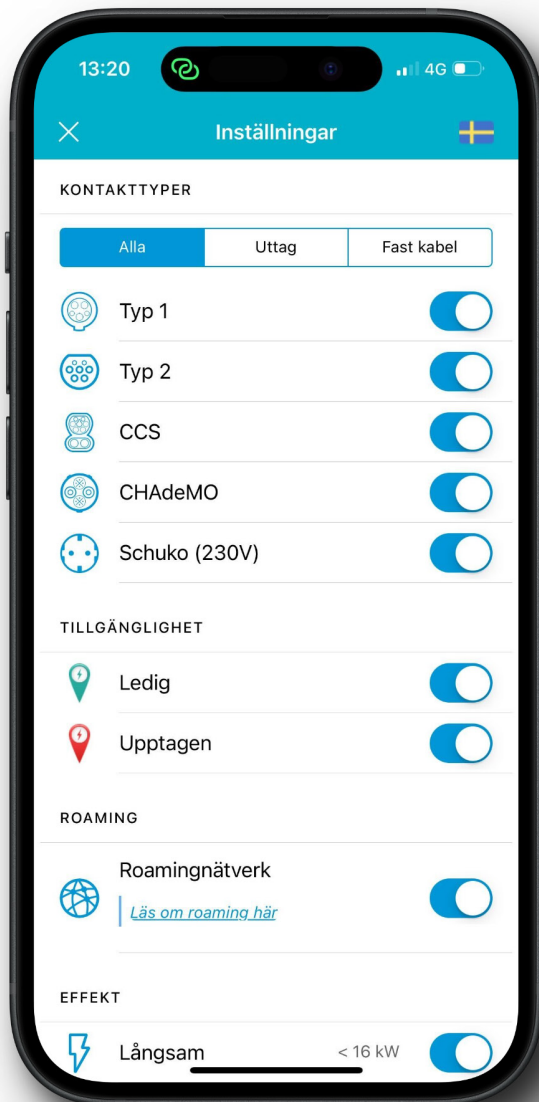 13:20
4G
Inställningar
KONTAKTTYPER
Alla
Uttag
Fast kabel
Typ 1
Typ 2
CCS
CHAdeMO
Schuko (230V)
TILLGÄNGLIGHET
Ledig
Upptagen
ROAMING
Roamingnätverk
Läs om roaming här
EFFEKT
Långsam < 16 kW